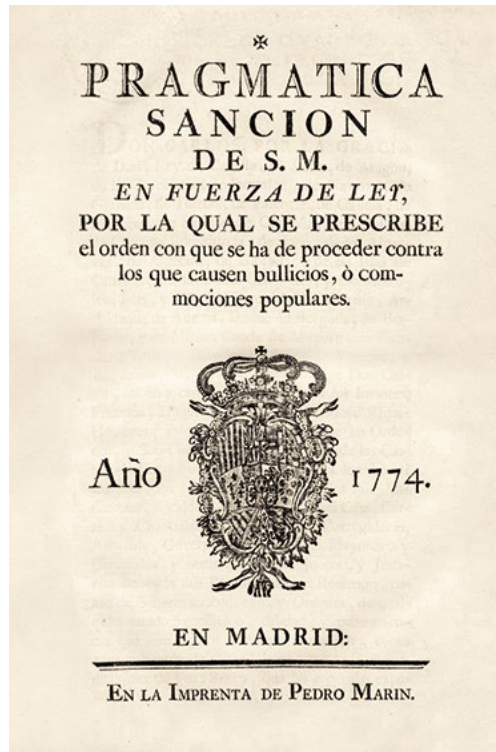 ✠
PRAGMATICA
SANCION
DE S. M.
EN FUERZA DE LEY,
POR LA QUAL SE PRESCRIBE
el orden con que se ha de proceder contra
los que causen bullicios, ò com-
mociones populares.
Año 1774.
EN MADRID:
EN LA IMPRENTA DE PEDRO MARIN.